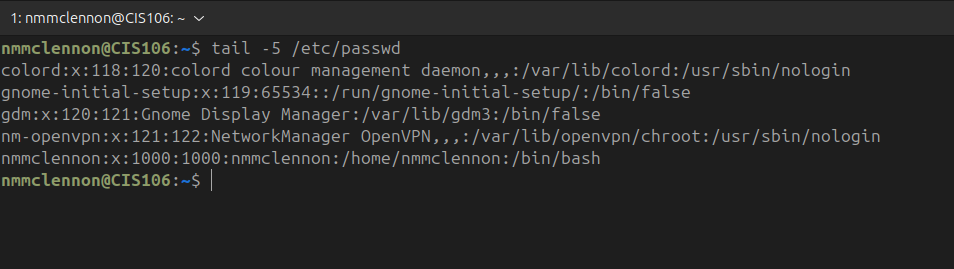 1: nmmclennon@CIS106: ~
nmmclennon@CIS106:~$ tail -5 /etc/passwd
colord:x:118:120:colord colour management daemon,,,:/var/lib/colord:/usr/sbin/nologin
gnome-initial-setup:x:119:65534::/run/gnome-initial-setup/:/bin/false
gdm:x:120:121:Gnome Display Manager:/var/lib/gdm3:/bin/false
nm-openvpn:x:121:122:NetworkManager OpenVPN,,,:/var/lib/openvpn/chroot:/usr/sbin/nologin
nmmclennon:x:1000:1000:nmmclennon:/home/nmmclennon:/bin/bash
nmmclennon@CIS106:~$